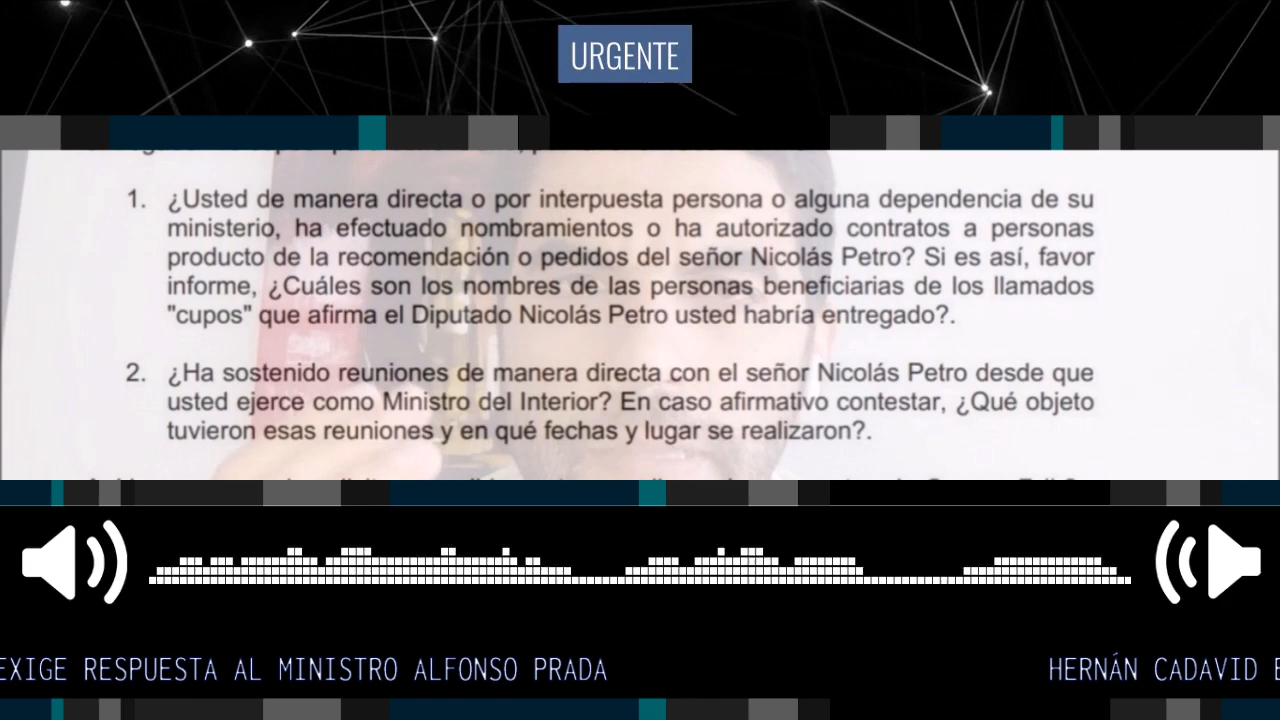 URGENTE
1. ¿Usted de manera directa o por interpuesta persona o alguna dependencia de su
ministerio, ha efectuado nombramientos o ha autorizado contratos a personas
producto de la recomendación o pedidos del señor Nicolás Petro? Si es así, favor
informe, ¿Cuáles son los nombres de las personas beneficiarias de los llamados
"cupos" que afirma el Diputado Nicolás Petro usted habría entregado?.
2. ¿Ha sostenido reuniones de manera directa con el señor Nicolás Petro desde que
usted ejerce como Ministro del Interior? En caso afirmativo contestar, ¿Qué objeto
tuvieron esas reuniones y en qué fechas y lugar se realizaron?.
EXIGE RESPUESTA AL MINISTRO ALFONSO PRADA HERNÁN CADAVID E